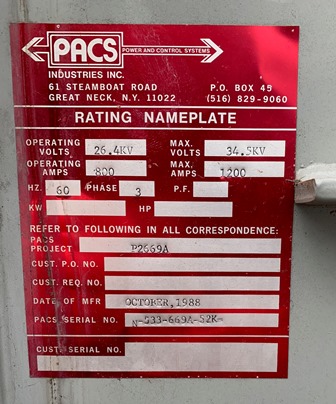 PACS POWER AND CONTROL SYSTEMS
INDUSTRIES INC.
61 STEAMBOAT ROAD P.O. BOX 45
GREAT NECK, N.Y. 11022 (516) 829-9060
RATING NAMEPLATE
OPERATING VOLTS 26.4KV MAX. VOLTS 34.5KV
OPERATING AMPS 800 MAX. AMPS 1200
HZ. 60 PHASE 3 P.F.
KW HP
REFER TO FOLLOWING IN ALL CORRESPONDENCE:
PACS PROJECT P2669A
CUST. P.O. NO.
CUST. REQ. NO.
DATE OF MFR OCTOBER,1988
PACS SERIAL NO. N-533-669A-52K-
CUST. SERIAL NO.